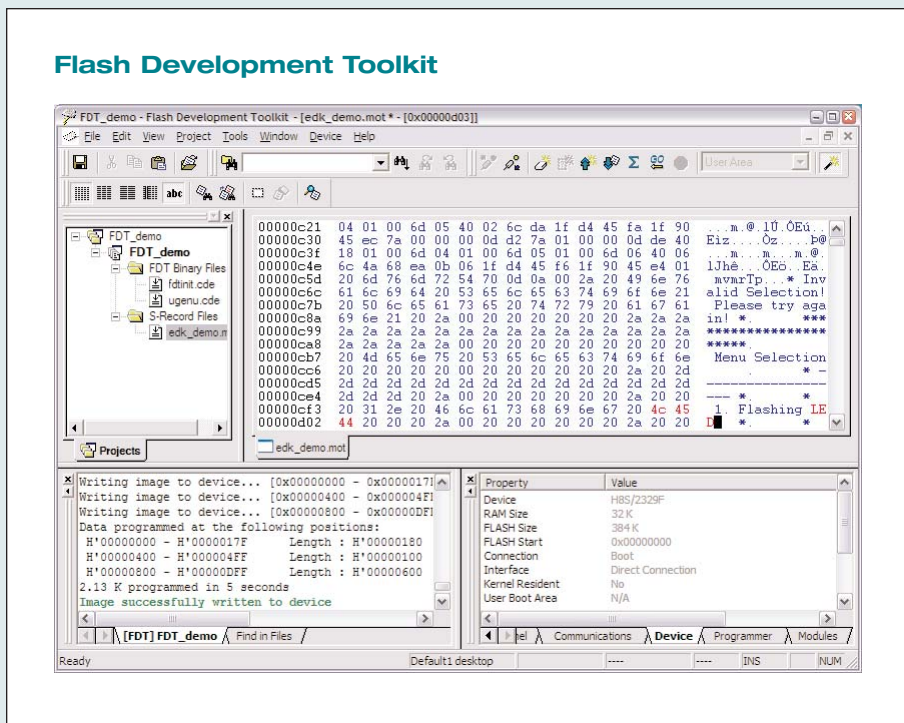 Flash Development Toolkit
FDT_demo - Flash Development Toolkit - [edk_demo.mot * - [0x00000d03]]
File Edit View Project Tools Window Device Help
abc
User Area
FDT_demo
FDT_demo
FDT Binary Files
fdtinit.cde
ugenu.cde
S-Record Files
edk_demo.m
Projects
00000c21 04 01 00 6d 05 40 02 6c da 1f d4 45 fa 1f 90 ...m.@.lÚ.ÔEú..
00000c30 45 ec 7a 00 00 00 0d d2 7a 01 00 00 0d de 40 Eìz....Òz....Þ@
00000c3f 18 01 00 6d 04 01 00 6d 05 01 00 6d 06 40 06 ...m...m...m.@.
00000c4e 6c 4a 68 ea 0b 06 1f d4 45 f6 1f 90 45 e4 01 lJhê...ÔEö..Eä.
00000c5d 20 6d 76 6d 72 54 70 0d 0a 00 2a 20 49 6e 76 mvmrTp...* Inv
00000c6c 61 6c 69 64 20 53 65 6c 65 63 74 69 6f 6e 21 alid Selection!
00000c7b 20 50 6c 65 61 73 65 20 74 72 79 20 61 67 61 Please try aga
00000c8a 69 6e 21 20 2a 00 20 20 20 20 20 20 2a 2a 2a in! *. ***
00000c99 2a 2a 2a 2a 2a 2a 2a 2a 2a 2a 2a 2a 2a 2a 2a ***************
00000ca8 2a 2a 2a 2a 2a 00 20 20 20 20 20 20 20 20 20 *****.
00000cb7 20 4d 65 6e 75 20 53 65 6c 65 63 74 69 6f 6e Menu Selection
00000cc6 20 20 20 20 20 00 20 20 20 20 20 20 2a 20 2d . * -
00000cd5 2d 2d 2d 2d 2d 2d 2d 2d 2d 2d 2d 2d 2d 2d 2d ---------------
00000ce4 2d 2d 2d 20 2a 00 20 20 20 20 20 20 2a 20 20 --- *. *
00000cf3 20 31 2e 20 46 6c 61 73 68 69 6e 67 20 4c 45 1. Flashing LE
00000d02 44 20 20 20 2a 00 20 20 20 20 20 20 2a 20 20 D *. *
edk_demo.mot
Writing image to device... [0x00000000 - 0x0000017
Writing image to device... [0x00000400 - 0x000004F
Writing image to device... [0x00000800 - 0x00000DF
Data programmed at the following positions:
H'00000000 - H'0000017F Length : H'00000180
H'00000400 - H'000004FF Length : H'00000100
H'00000800 - H'00000DFF Length : H'00000600
2.13 K programmed in 5 seconds
Image successfully written to device
[FDT] FDT_demo Find in Files
Property Value
Device H8S/2329F
RAM Size 32 K
FLASH Size 384 K
FLASH Start 0x00000000
Connection Boot
Interface Direct Connection
Kernel Resident No
User Boot Area N/A
nel Communications Device Programmer Modules
Ready Default1 desktop ---- ---- INS NUM